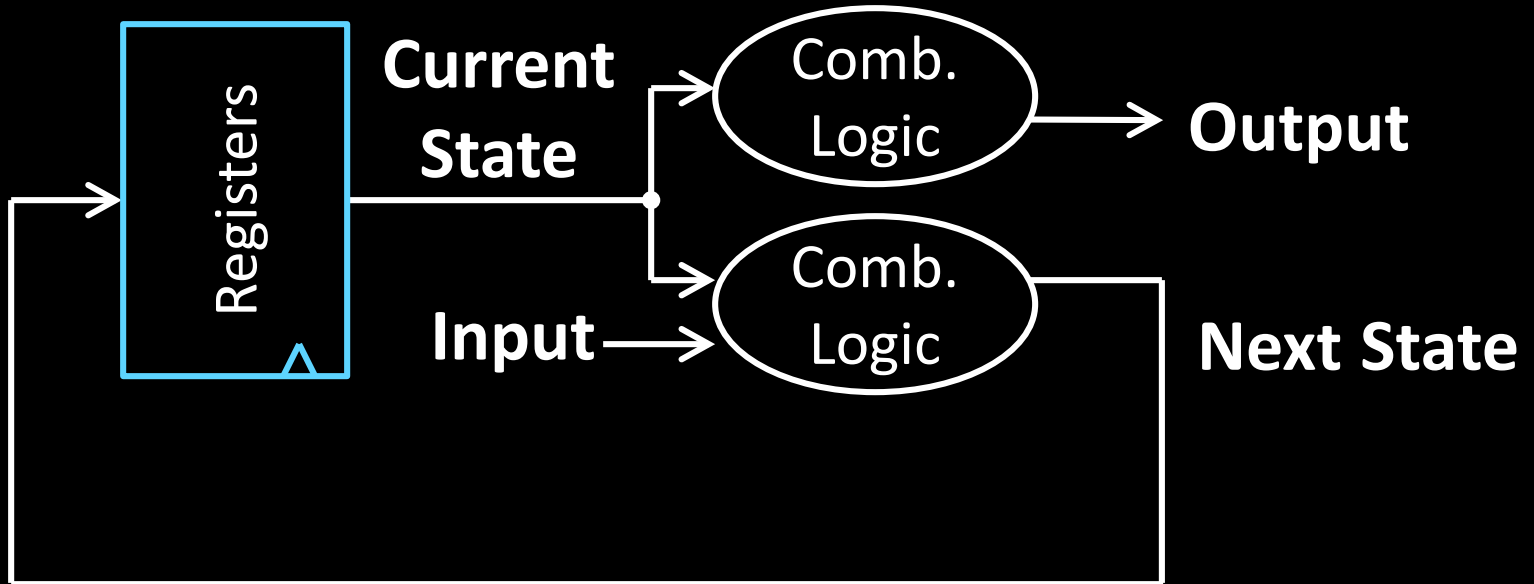 Registers
Current
State
Comb.
Logic
Output
Input
Comb.
Logic
Next State